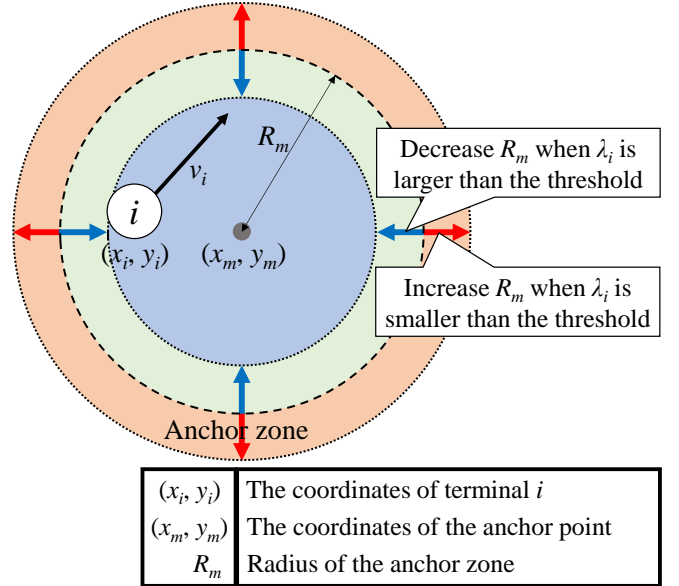 R_m
v_i
i
(x_i, y_i)
(x_m, y_m)
Decrease R_m when λ_i is
larger than the threshold
Increase R_m when λ_i is
smaller than the threshold
Anchor zone
(x_i, y_i) The coordinates of terminal i
(x_m, y_m) The coordinates of the anchor point
R_m Radius of the anchor zone